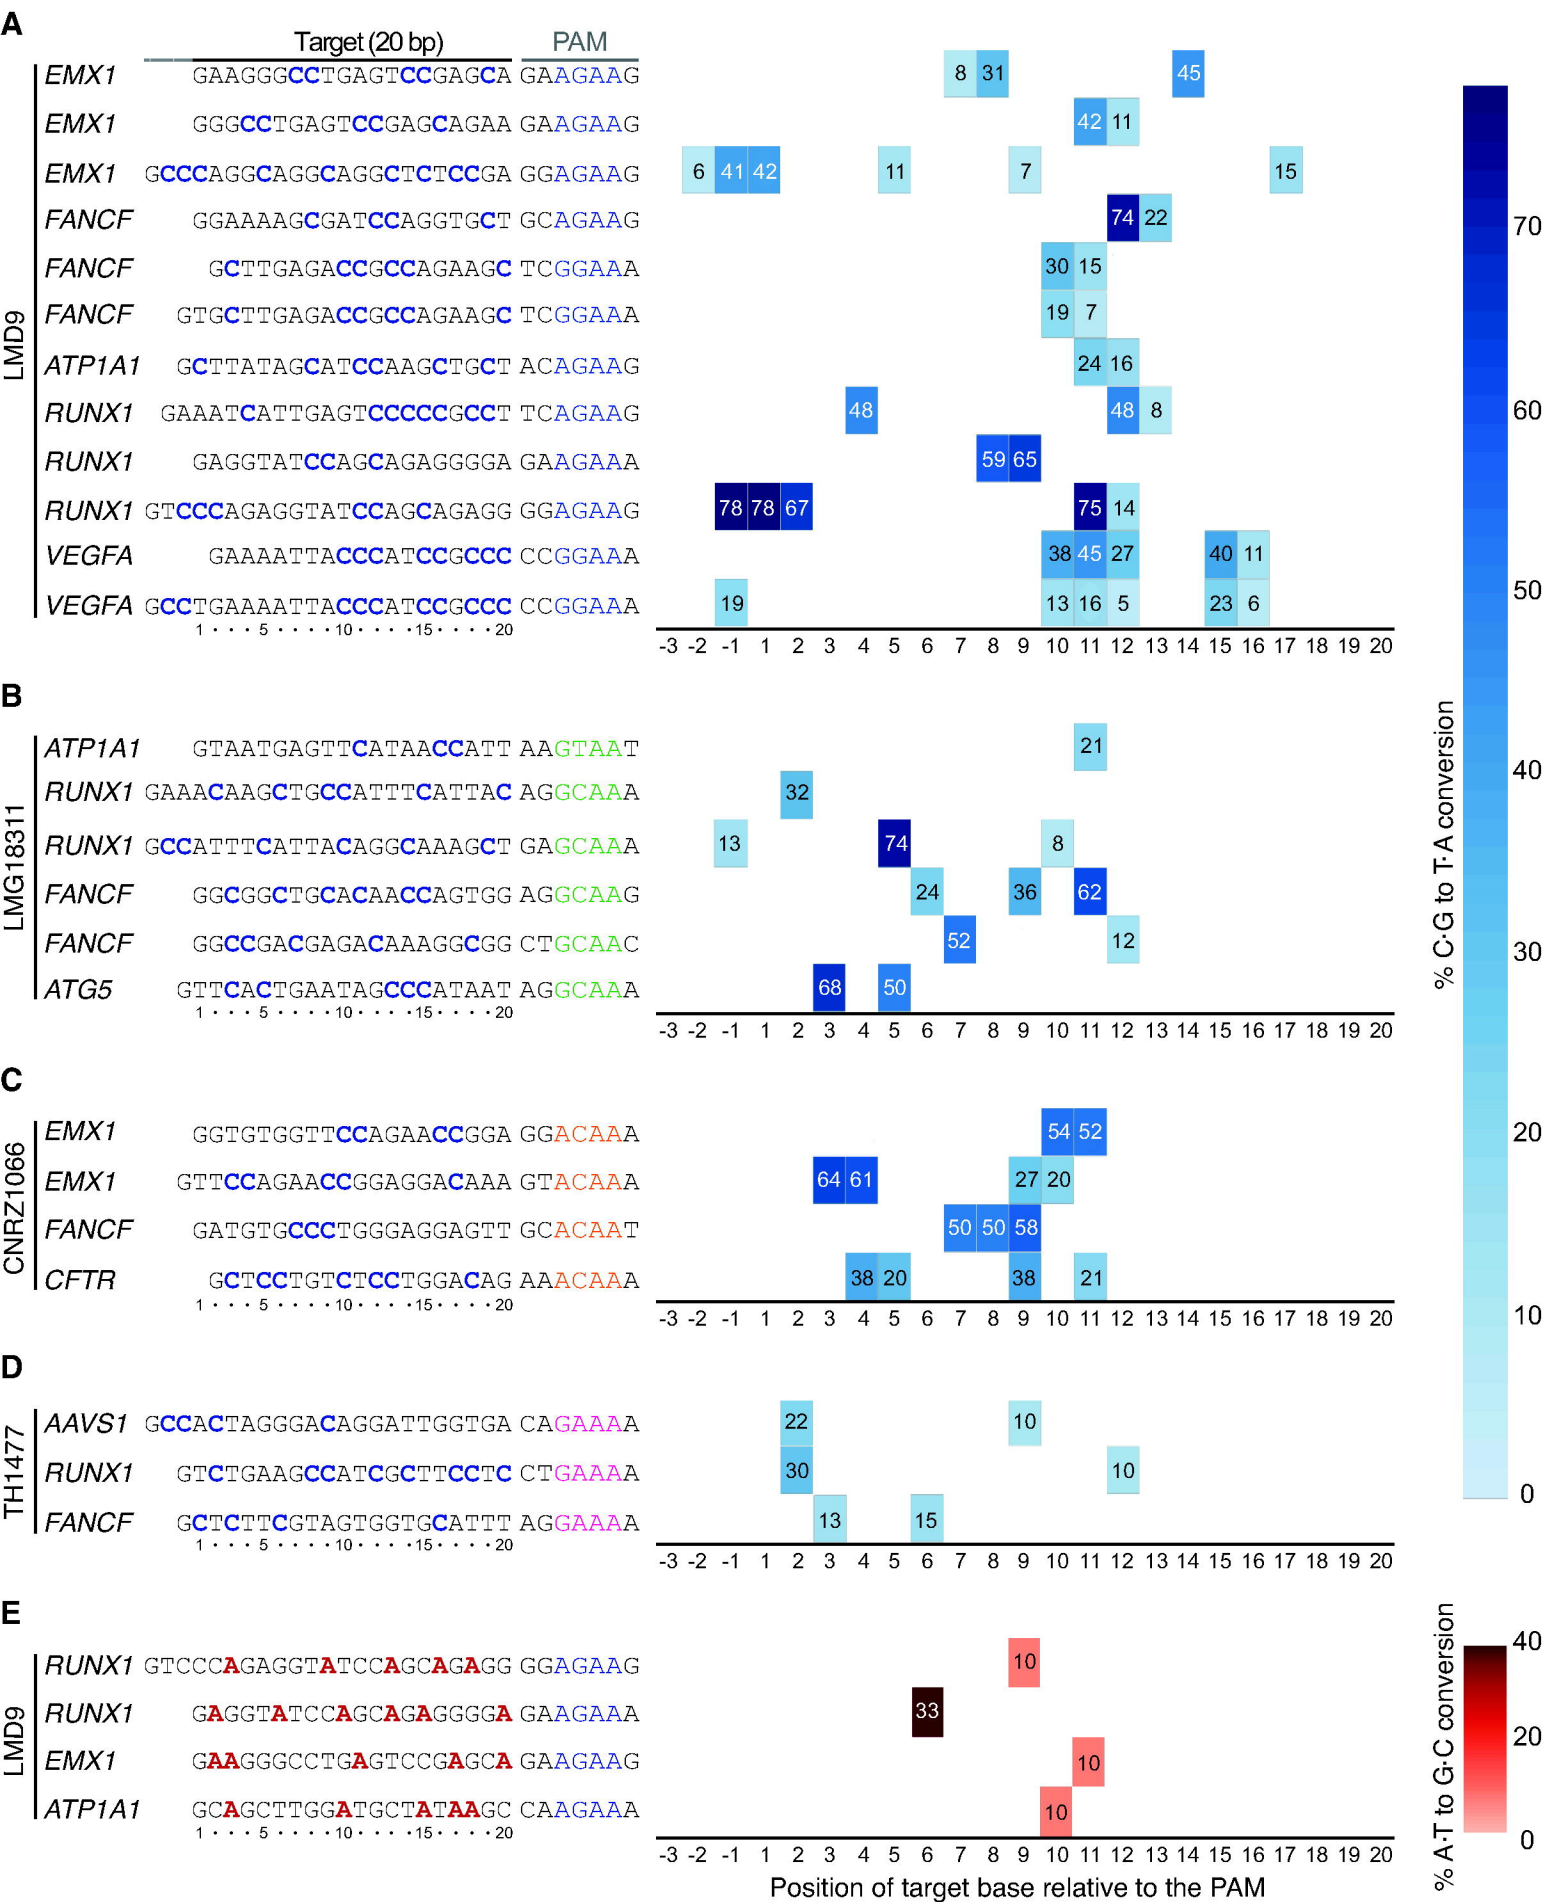 A
Target (20 bp) PAM
LMD9
EMX1 GAAGGGCCTGAGTCCGAGCA GAAGAAG 8 31 45
EMX1 GGGCCTGAGTCCGAGCAGAA GAAGAAG 42 11
EMX1 GCCCAGGCAGGCAGGCTCTCCGA GGAGAAG 6 41 42 11 7 15
FANCF GGAAAAGCGATCCAGGTGCT GCAGAAG 74 22
FANCF GCTTGAGACCGCCAGAAGC TCGGAAA 30 15
FANCF GTGCTTGAGACCGCCAGAAGC TCGGAAA 19 7
ATP1A1 GCTTATAGCATCCAAGCTGCT ACAGAAG 24 16
RUNX1 GAAATCATTGAGTCCCCCGCCT TCAGAAG 48 48 8
RUNX1 GAGGTATCCAGCAGAGGGGA GAAGAAA 59 65
RUNX1 GTCCCAGAGGTATCCAGCAGAGG GGAGAAG 78 78 67 75 14
VEGFA GAAAATTACCCATCCGCCC CCGGAAA 38 45 27 40 11
VEGFA GCCTGAAAATTACCCATCCGCCC CCGGAAA 19 13 16 5 23 6
1 · · · 5 · · · · 10 · · · · 15 · · · · 20
-3 -2 -1 1 2 3 4 5 6 7 8 9 10 11 12 13 14 15 16 17 18 19 20
B
LMG18311
ATP1A1 GTAATGAGTTCATAACCATT AAGTAAT 21
RUNX1 GAAACAAGCTGCCATTTCATTAC AGGCAAA 32
RUNX1 GCCATTTCATTACAGGCAAAGCT GAGCAAA 13 74 8
FANCF GGCGGCTGCACAACCAGTGG AGGCAAG 24 36 62
FANCF GGCCGACGAGACAAAGGCGG CTGCAAC 52 12
ATG5 GTTCACTGAATAGCCCATAAT AGGCAAA 68 50
1 · · · 5 · · · · 10 · · · · 15 · · · · 20
-3 -2 -1 1 2 3 4 5 6 7 8 9 10 11 12 13 14 15 16 17 18 19 20
C
CNRZ1066
EMX1 GGTGTGGTTCCAGAACCGGA GGACAAA 54 52
EMX1 GTTCCAGAACCGGAGGACAAA GTACAAA 64 61 27 20
FANCF GATGTGCCCTGGGAGGAGTT GCACAAT 50 50 58
CFTR GCTCCTGTCTCCTGGACAG AAACAAA 38 20 38 21
1 · · · 5 · · · · 10 · · · · 15 · · · · 20
-3 -2 -1 1 2 3 4 5 6 7 8 9 10 11 12 13 14 15 16 17 18 19 20
D
TH1477
AAVS1 GCCACTAGGGACAGGATTGGTGA CAGAAAA 22 10
RUNX1 GTCTGAAGCCATCGCTTCCTC CTGAAAA 30 10
FANCF GCTCTTCGTAGTGGTGCATTT AGGAAAA 13 15
1 · · · 5 · · · · 10 · · · · 15 · · · · 20
-3 -2 -1 1 2 3 4 5 6 7 8 9 10 11 12 13 14 15 16 17 18 19 20
E
LMD9
RUNX1 GTCCCAGAGGTATCCAGCAGAGG GGAGAAG 10
RUNX1 GAGGTATCCAGCAGAGGGGA GAAGAAA 33
EMX1 GAAGGGCCTGAGTCCGAGCA GAAGAAG 10
ATP1A1 GCAGCTTGGATGCTATAAGC CAAGAAA 10
1 · · · 5 · · · · 10 · · · · 15 · · · · 20
-3 -2 -1 1 2 3 4 5 6 7 8 9 10 11 12 13 14 15 16 17 18 19 20
Position of target base relative to the PAM
% C·G to T·A conversion
70
60
50
40
30
20
10
0
% A·T to G·C conversion
40
20
0